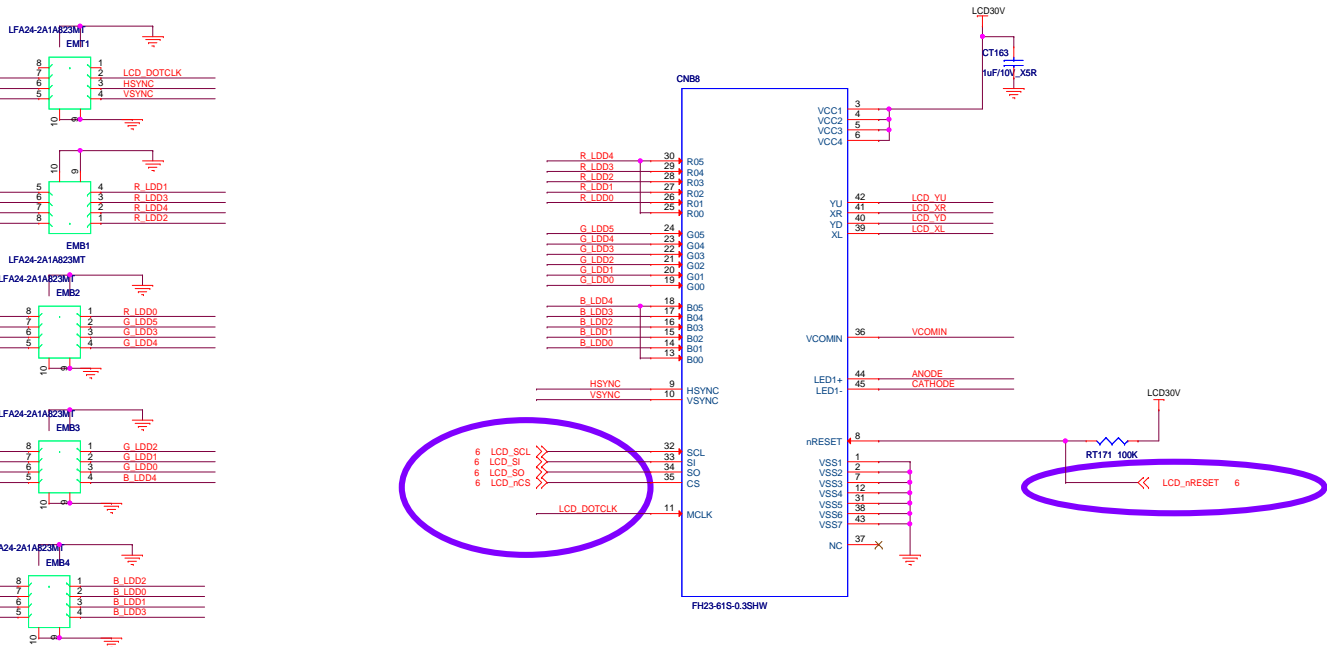 LFA24-2A1A823MT
EMT1
8 1
7 2 LCD_DOTCLK
6 3 HSYNC
5 4 VSYNC
10 9
10 9
5 4 R_LDD1
6 3 R_LDD3
7 2 R_LDD4
8 1 R_LDD2
EMB1
LFA24-2A1A823MT
LFA24-2A1A823MT
EMB2
8 1 R_LDD0
7 2 G_LDD5
6 3 G_LDD3
5 4 G_LDD4
10 9
LFA24-2A1A823MT
EMB3
8 1 G_LDD2
7 2 G_LDD1
6 3 G_LDD0
5 4 B_LDD4
10 9
A24-2A1A823MT
EMB4
8 1 B_LDD2
7 2 B_LDD0
6 3 B_LDD1
5 4 B_LDD3
10 9
CNB8
R_LDD4 30 R05
R_LDD3 29 R04
R_LDD2 28 R03
R_LDD1 27 R02
R_LDD0 26 R01
25 R00
G_LDD5 24 G05
G_LDD4 23 G04
G_LDD3 22 G03
G_LDD2 21 G02
G_LDD1 20 G01
G_LDD0 19 G00
B_LDD4 18 B05
B_LDD3 17 B04
B_LDD2 16 B03
B_LDD1 15 B02
B_LDD0 14 B01
13 B00
HSYNC 9 HSYNC
VSYNC 10 VSYNC
6 LCD_SCL 32 SCL
6 LCD_SI 33 SI
6 LCD_SO 34 SO
6 LCD_nCS 35 CS
LCD_DOTCLK 11 MCLK
LCD30V
CT163
1uF/10V_X5R
VCC1 3
VCC2 4
VCC3 5
VCC4 6
YU 42 LCD_YU
XR 41 LCD_XR
YD 40 LCD_YD
XL 39 LCD_XL
VCOMIN 36 VCOMIN
LED1+ 44 ANODE
LED1- 45 CATHODE
LCD30V
nRESET 8
RT171 100K
LCD_nRESET 6
VSS1 1
VSS2 2
VSS3 7
VSS4 12
VSS5 31
VSS6 38
VSS7 43
NC 37
FH23-61S-0.3SHW